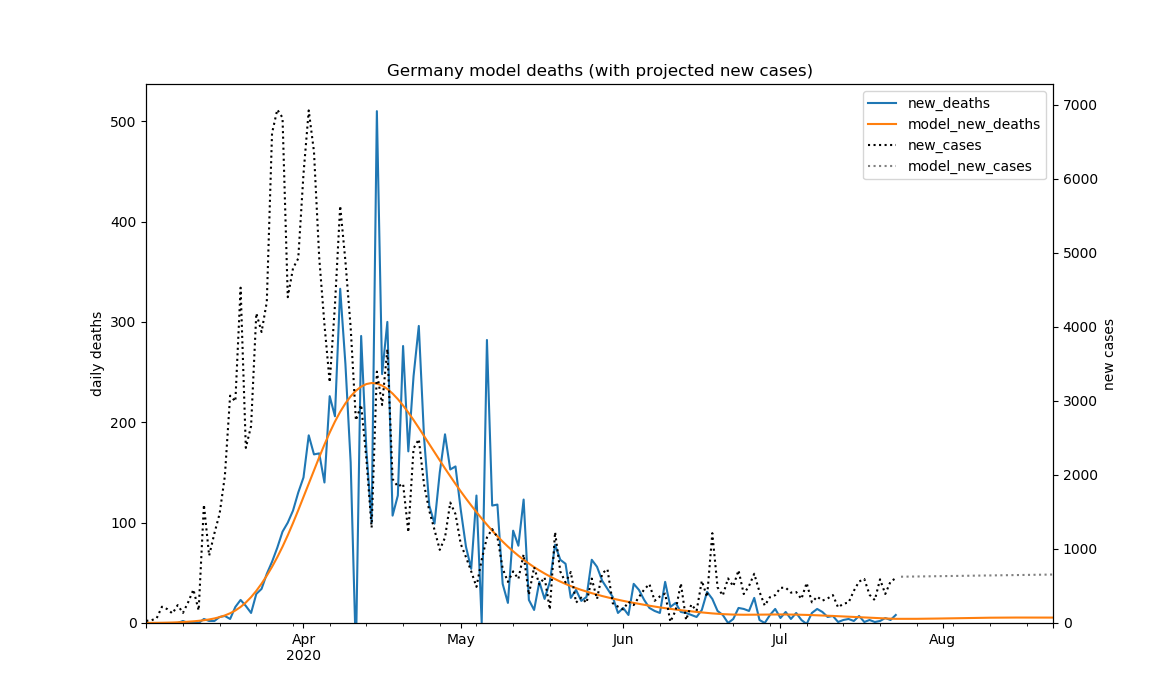 Germany model deaths (with projected new cases)
new_deaths
model_new_deaths
new_cases
model_new_cases
daily deaths
500
400
300
200
100
0
7000
6000
5000
4000
3000
2000
1000
0
new cases
Apr
2020
May
Jun
Jul
Aug